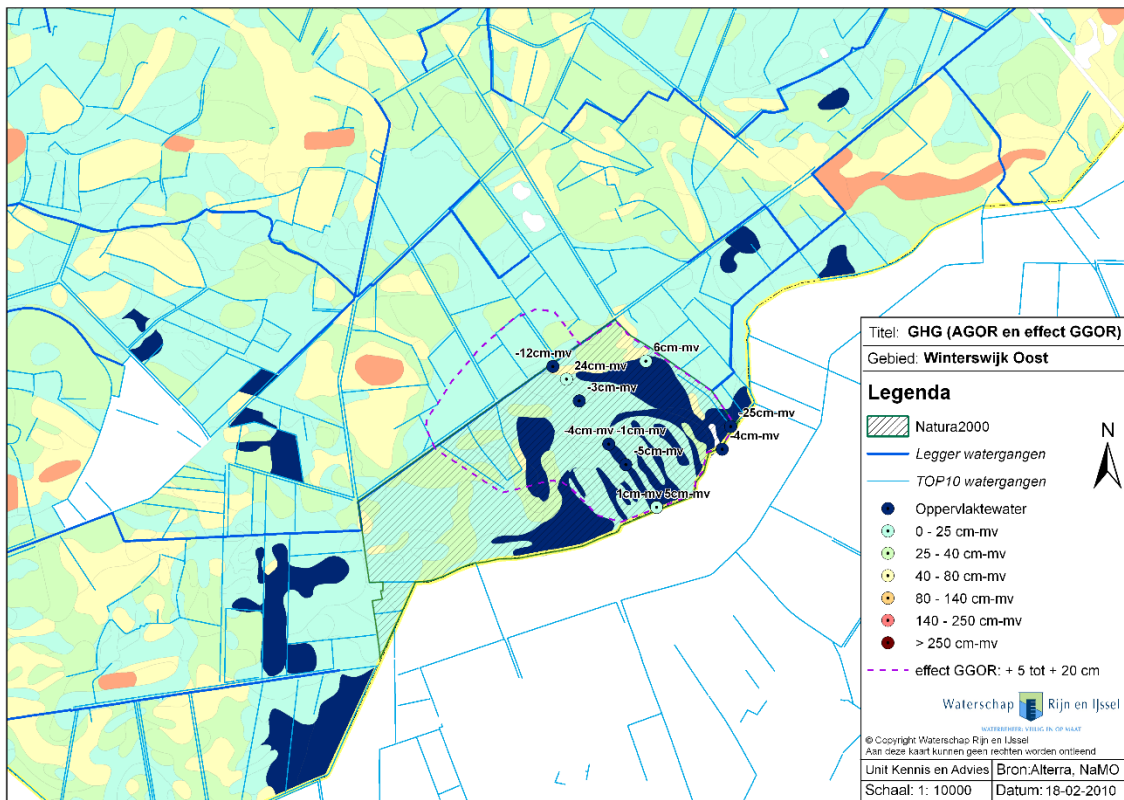 -12cm-mv
24cm-mv
6cm-mv
-3cm-mv
-4cm-mv -1cm-mv
-25cm-mv
-4cm-mv
-5cm-mv
1cm-mv 5cm-mv
Titel: GHG (AGOR en effect GGOR)
Gebied: Winterswijk Oost
Legenda
Natura2000
Legger watergangen
TOP10 watergangen
N
Oppervlaktewater
0 - 25 cm-mv
25 - 40 cm-mv
40 - 80 cm-mv
80 - 140 cm-mv
140 - 250 cm-mv
> 250 cm-mv
effect GGOR: + 5 tot + 20 cm
Waterschap Rijn en IJssel
WATERBEHEER, VEILIG EN OP MAAT
© Copyright Waterschap Rijn en IJssel
Aan deze kaart kunnen geen rechten worden ontleend
Unit Kennis en Advies Bron:Alterra, NaMO
Schaal: 1: 10000 Datum: 18-02-2010